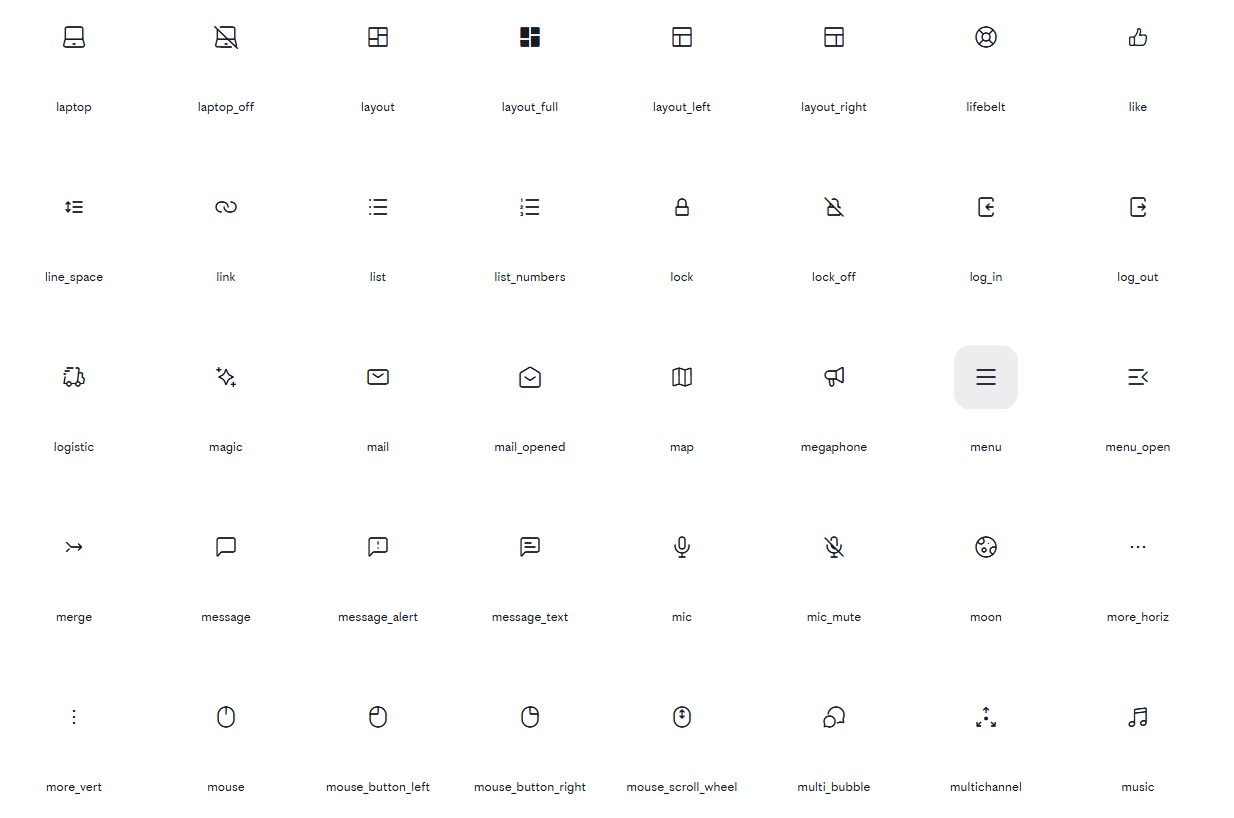 laptop laptop_off layout layout_full layout_left layout_right lifebelt like
line_space link list list_numbers lock lock_off log_in log_out
logistic magic mail mail_opened map megaphone menu menu_open
merge message message_alert message_text mic mic_mute moon more_horiz
more_vert mouse mouse_button_left mouse_button_right mouse_scroll_wheel multi_bubble multichannel music